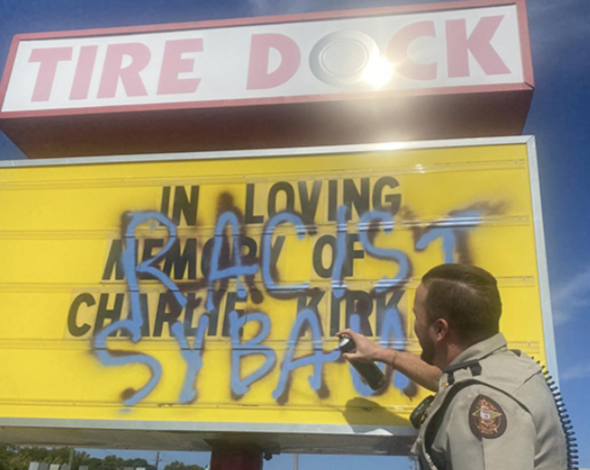 TIRE DOCK
IN LOVING
MEMORY OF
CHARLIE KIRK
RACIST
SYBAU